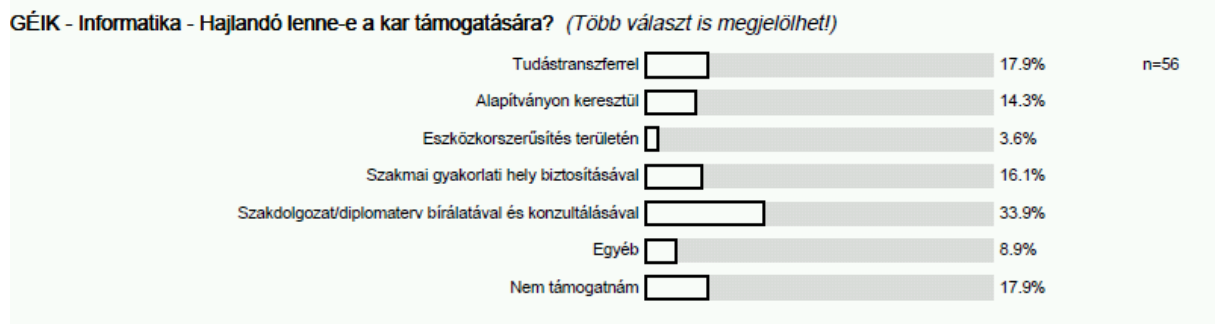 GÉIK - Informatika - Hajlandó lenne-e a kar támogatására? (Több választ is megjelölhet!)
Tudástranszferrel 17.9% n=56
Alapítványon keresztül 14.3%
Eszközkorszerűsítés területén 3.6%
Szakmai gyakorlati hely biztosításával 16.1%
Szakdolgozat/diplomaterv bírálatával és konzultálásával 33.9%
Egyéb 8.9%
Nem támogatnám 17.9%